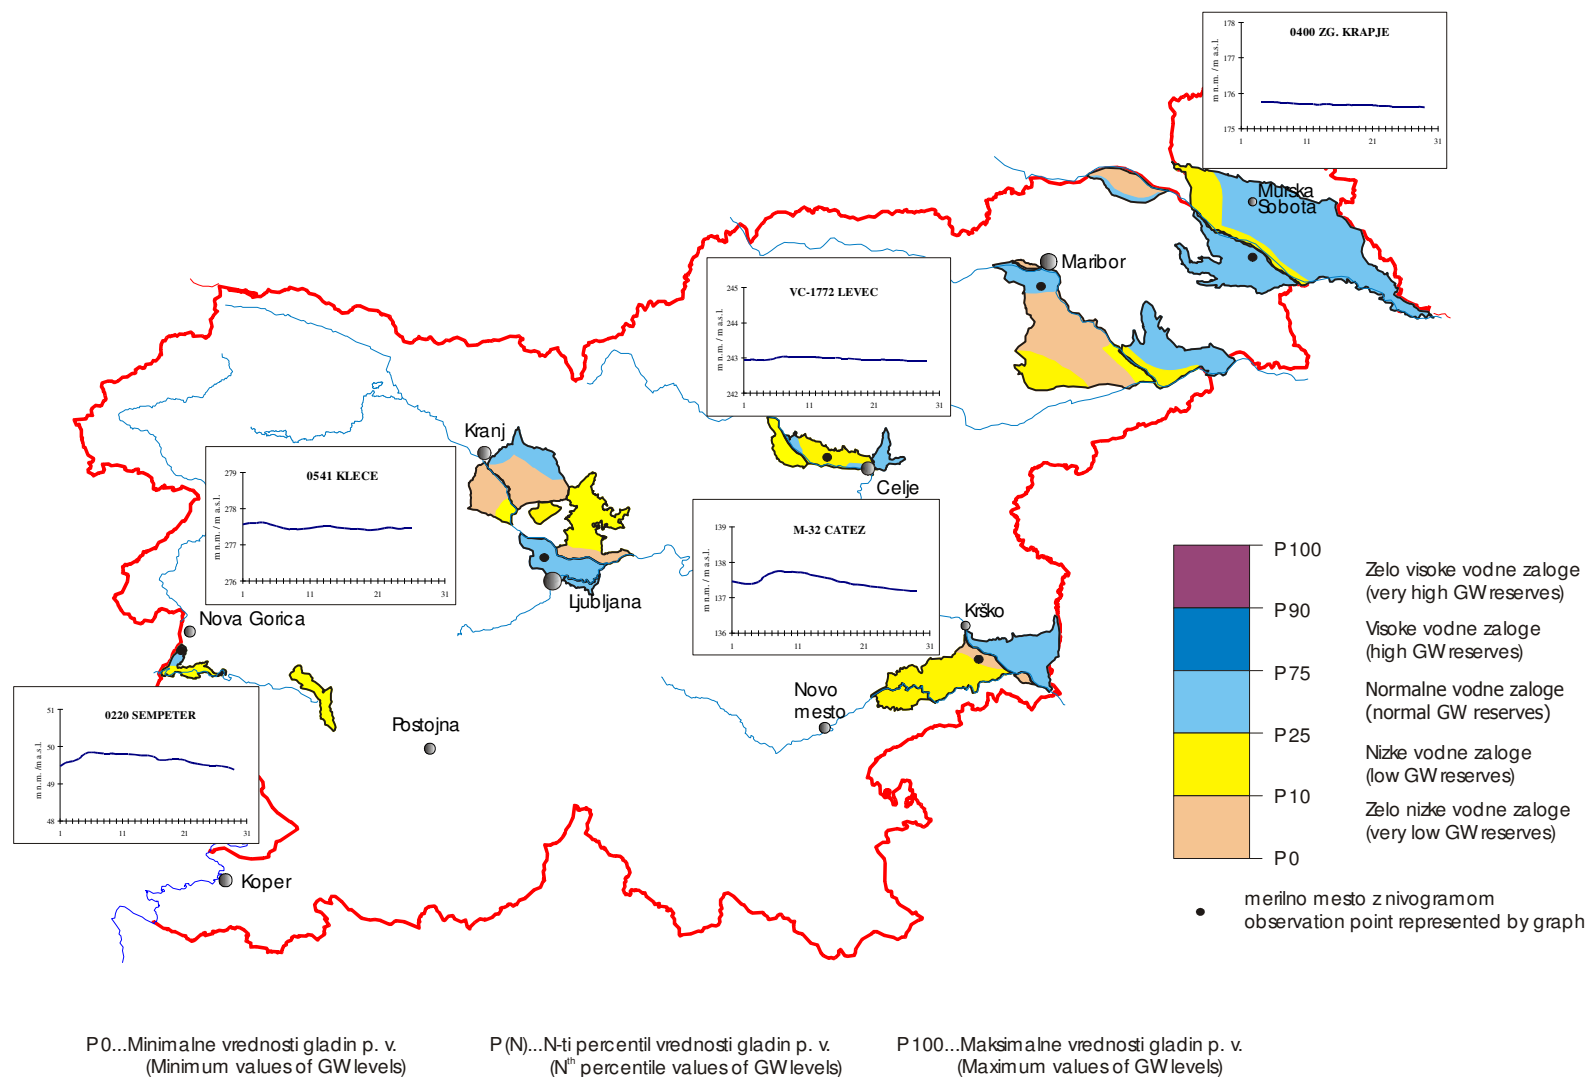 178
0400 ZG. KRAPJE
177
176
175
m n.m. / m a.s.l.
1
11
21
31
Murska
Sobota
Maribor
245
VC-1772 LEVEC
244
243
242
m n.m. / m a.s.l.
1
11
21
31
Kranj
279
0541 KLECE
278
277
276
m n.m. / m a.s.l.
1
11
21
31
Celje
139
M-32 CATEZ
138
137
136
m n.m. / m a.s.l.
1
11
21
31
Ljubljana
Nova Gorica
Krško
51
0220 SEMPETER
50
49
48
m n.m. /m a.s.l.
1
11
21
31
Novo
mesto
Postojna
Koper
P100
Zelo visoke vodne zaloge
(very high GW reserves)
P90
Visoke vodne zaloge
(high GW reserves)
P75
Normalne vodne zaloge
(normal GW reserves)
P25
Nizke vodne zaloge
(low GW reserves)
P10
Zelo nizke vodne zaloge
(very low GW reserves)
P0
merilno mesto z nivogramom
observation point represented by graph
P0...Minimalne vrednosti gladin p. v.
(Minimum values of GW levels)
P(N)...N-ti percentil vrednosti gladin p. v.
(Nth percentile values of GW levels)
P100...Maksimalne vrednosti gladin p. v.
(Maximum values of GW levels)